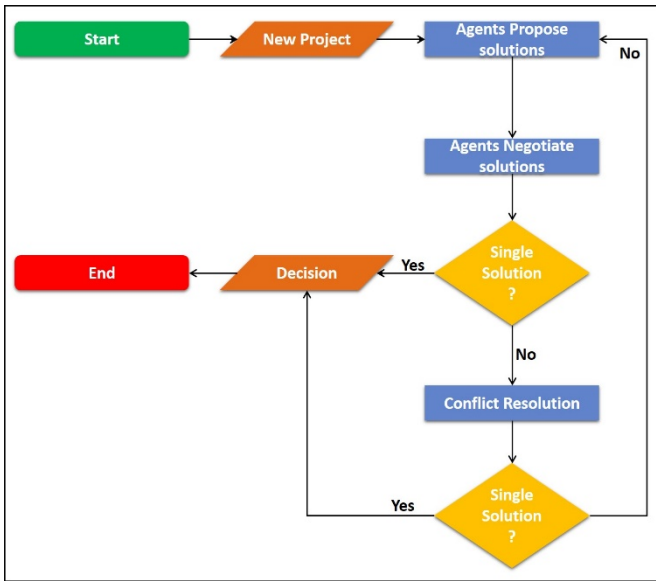 Start
New Project
Agents Propose
solutions
No
Agents Negotiate
solutions
Single
Solution
?
Yes
Decision
End
No
Conflict Resolution
Single
Solution
?
Yes